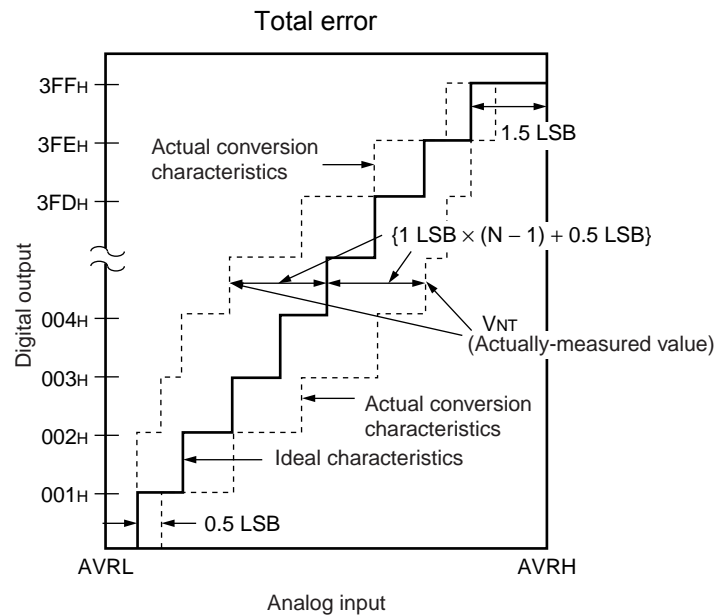 Total error
3FFH
3FEH
3FDH
004H
003H
002H
001H
Digital output
Actual conversion
characteristics
1.5 LSB
{1 LSB × (N − 1) + 0.5 LSB}
VNT
(Actually-measured value)
Actual conversion
characteristics
Ideal characteristics
0.5 LSB
AVRL
AVRH
Analog input